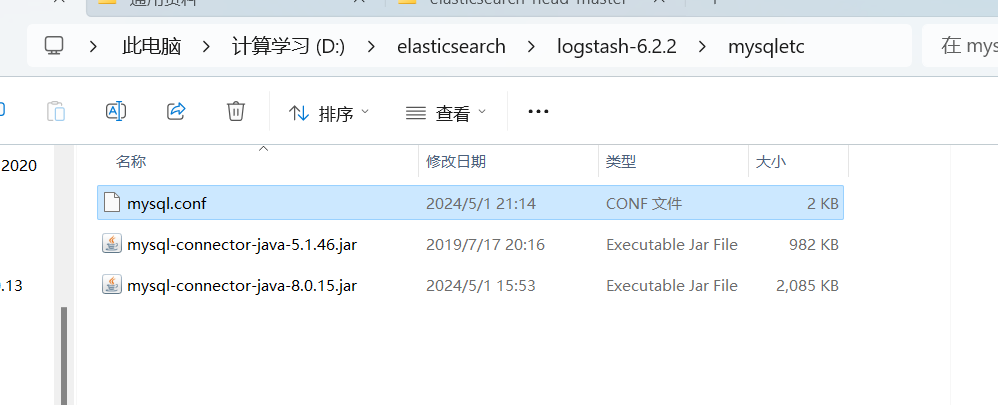 通用资料 elasticsearch-head-master
此电脑 计算学习 (D:) elasticsearch logstash-6.2.2 mysqletc 在 mys
排序 查看
2020 名称 修改日期 类型 大小
mysql.conf 2024/5/1 21:14 CONF 文件 2 KB
mysql-connector-java-5.1.46.jar 2019/7/17 20:16 Executable Jar File 982 KB
.13 mysql-connector-java-8.0.15.jar 2024/5/1 15:53 Executable Jar File 2,085 KB